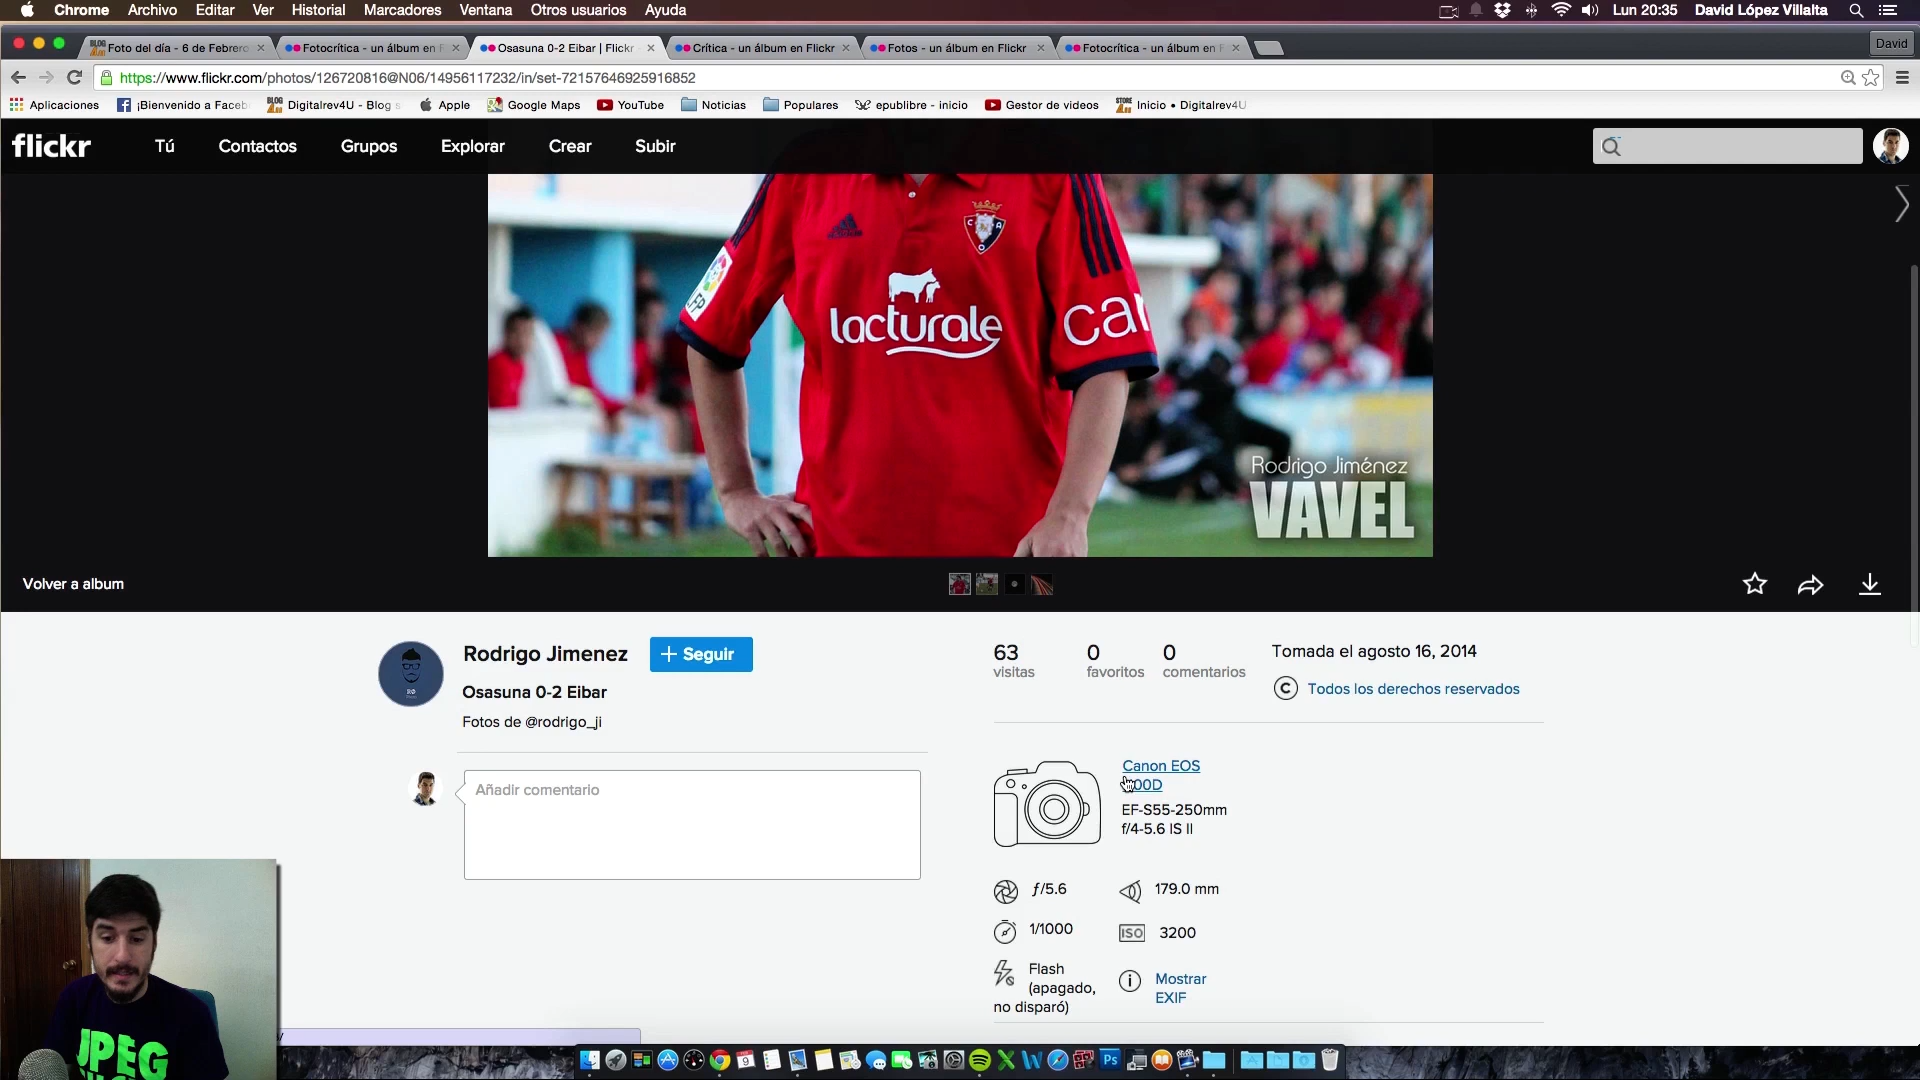 Chrome Archivo Editar Ver Historial Marcadores Ventana Otros usuarios Ayuda Lun 20:35 David López Villalta
Foto del día - 6 de Febrero Fotocrítica - un álbum en F Osasuna 0-2 Eibar | Flickr Crítica - un álbum en Flickr Fotos - un álbum en Flickr Fotocrítica - un álbum en F David
https://www.flickr.com/photos/126720816@N06/14956117232/in/set-72157646925916852
Aplicaciones ¡Bienvenido a Faceb Digitalrev4U - Blog s Apple Google Maps YouTube Noticias Populares epublibre - inicio Gestor de videos Inicio • Digitalrev4U
flickr Tú Contactos Grupos Explorar Crear Subir
C A
O
LFP
lacturale
can
Rodrigo Jiménez
VAVEL
Volver a album
Rodrigo Jimenez + Seguir
Osasuna 0-2 Eibar
Fotos de @rodrigo_ji
Añadir comentario
63 0 0
visitas favoritos comentarios
Tomada el agosto 16, 2014
Todos los derechos reservados
Canon EOS
00D
EF-S55-250mm
f/4-5.6 IS II
ƒ/5.6 179.0 mm
1/1000 ISO 3200
Flash
(apagado,
no disparó)
Mostrar
EXIF
JPEG